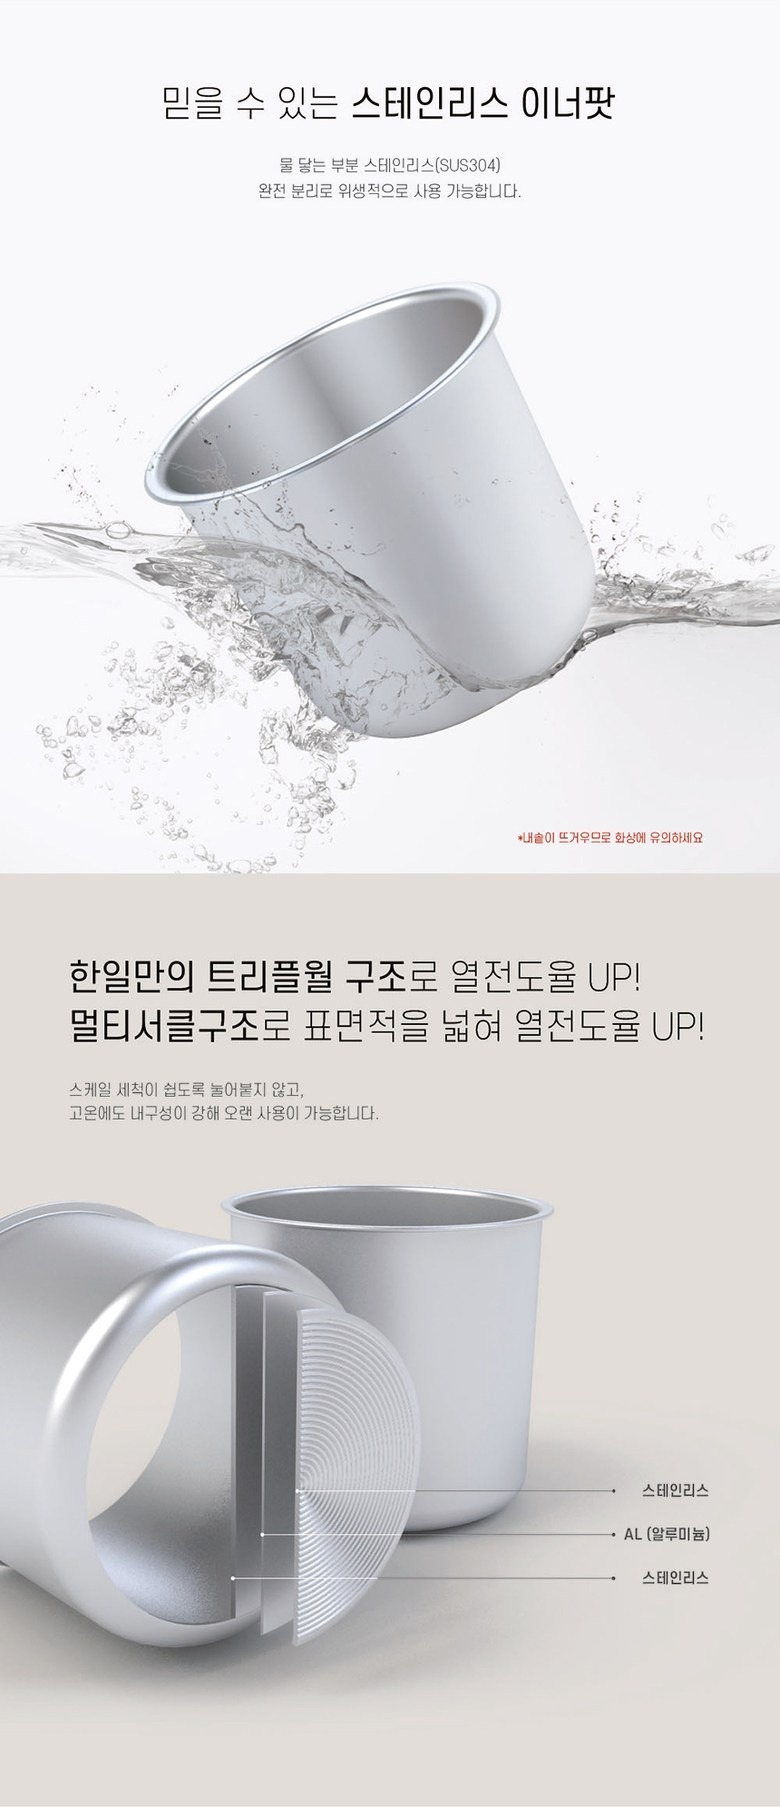 믿을 수 있는 스테인리스 이너팟
물 닿는 부분 스테인리스(SUS304)
완전 분리로 위생적으로 사용 가능합니다.
*내솥이 뜨거우므로 화상에 유의하세요
한일만의 트리플월 구조로 열전도율 UP!
멀티서클구조로 표면적을 넓혀 열전도율 UP!
스케일 세척이 쉽도록 눌어붙지 않고,
고온에도 내구성이 강해 오랜 사용이 가능합니다.
스테인리스
AL (알루미늄)
스테인리스